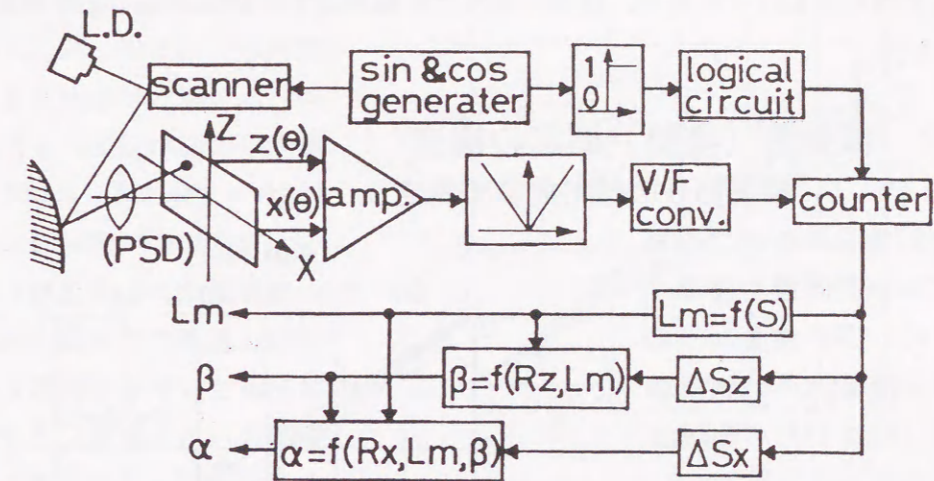 L.D.
scanner
sin & cos
generater
1
0
logical
circuit
Z
z(θ)
x(θ)
X
(PSD)
amp.
V/F
conv.
counter
Lm
Lm=f(S)
β
β=f(Rz,Lm)
ΔSz
α
α=f(Rx,Lm,β)
ΔSx